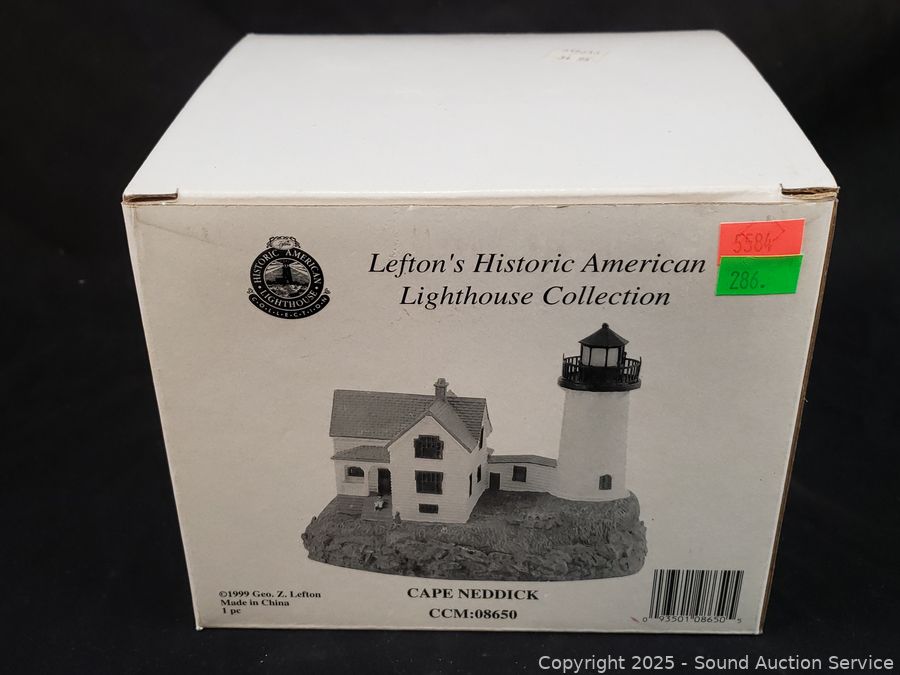 5584
286.
HISTORIC AMERICAN
LIGHTHOUSE
COLLECTION
Lefton's Historic American
Lighthouse Collection
©1999 Geo. Z. Lefton
Made in China
1 pc
CAPE NEDDICK
CCM:08650
0 93501 08650 5
Copyright 2025 - Sound Auction Service